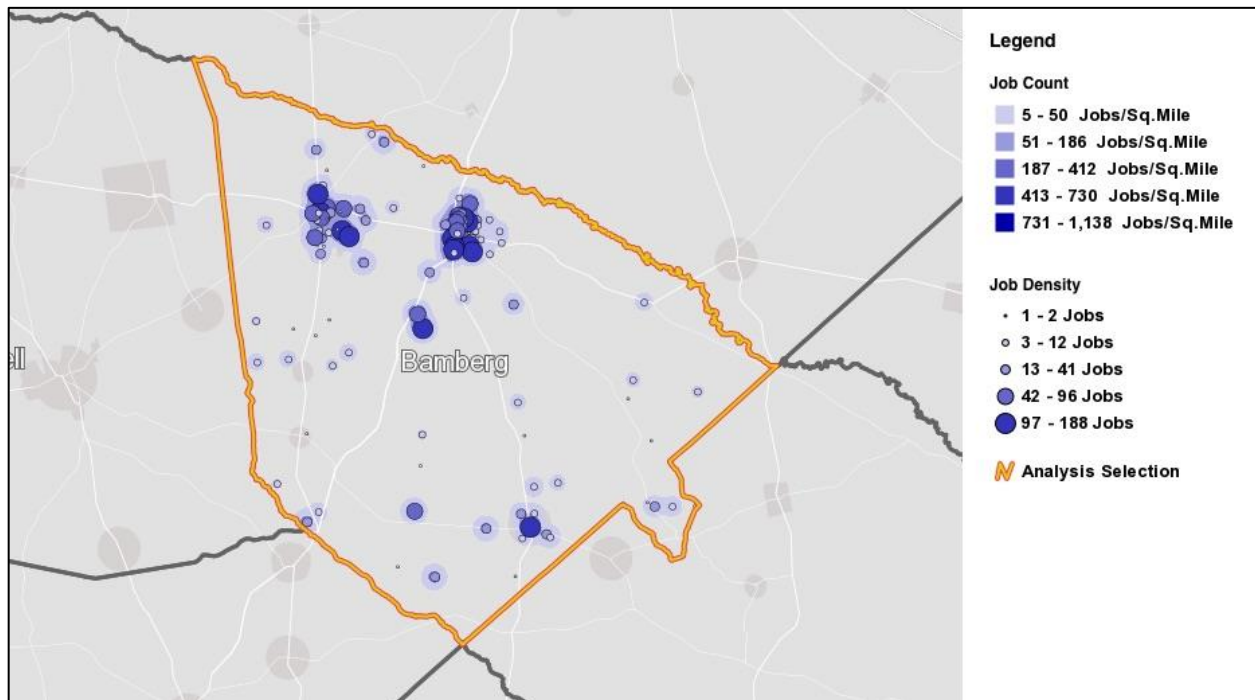 Legend
Job Count
5 - 50 Jobs/Sq.Mile
51 - 186 Jobs/Sq.Mile
187 - 412 Jobs/Sq.Mile
413 - 730 Jobs/Sq.Mile
731 - 1,138 Jobs/Sq.Mile
Job Density
1 - 2 Jobs
3 - 12 Jobs
13 - 41 Jobs
42 - 96 Jobs
97 - 188 Jobs
Analysis Selection
ell
Bamberg